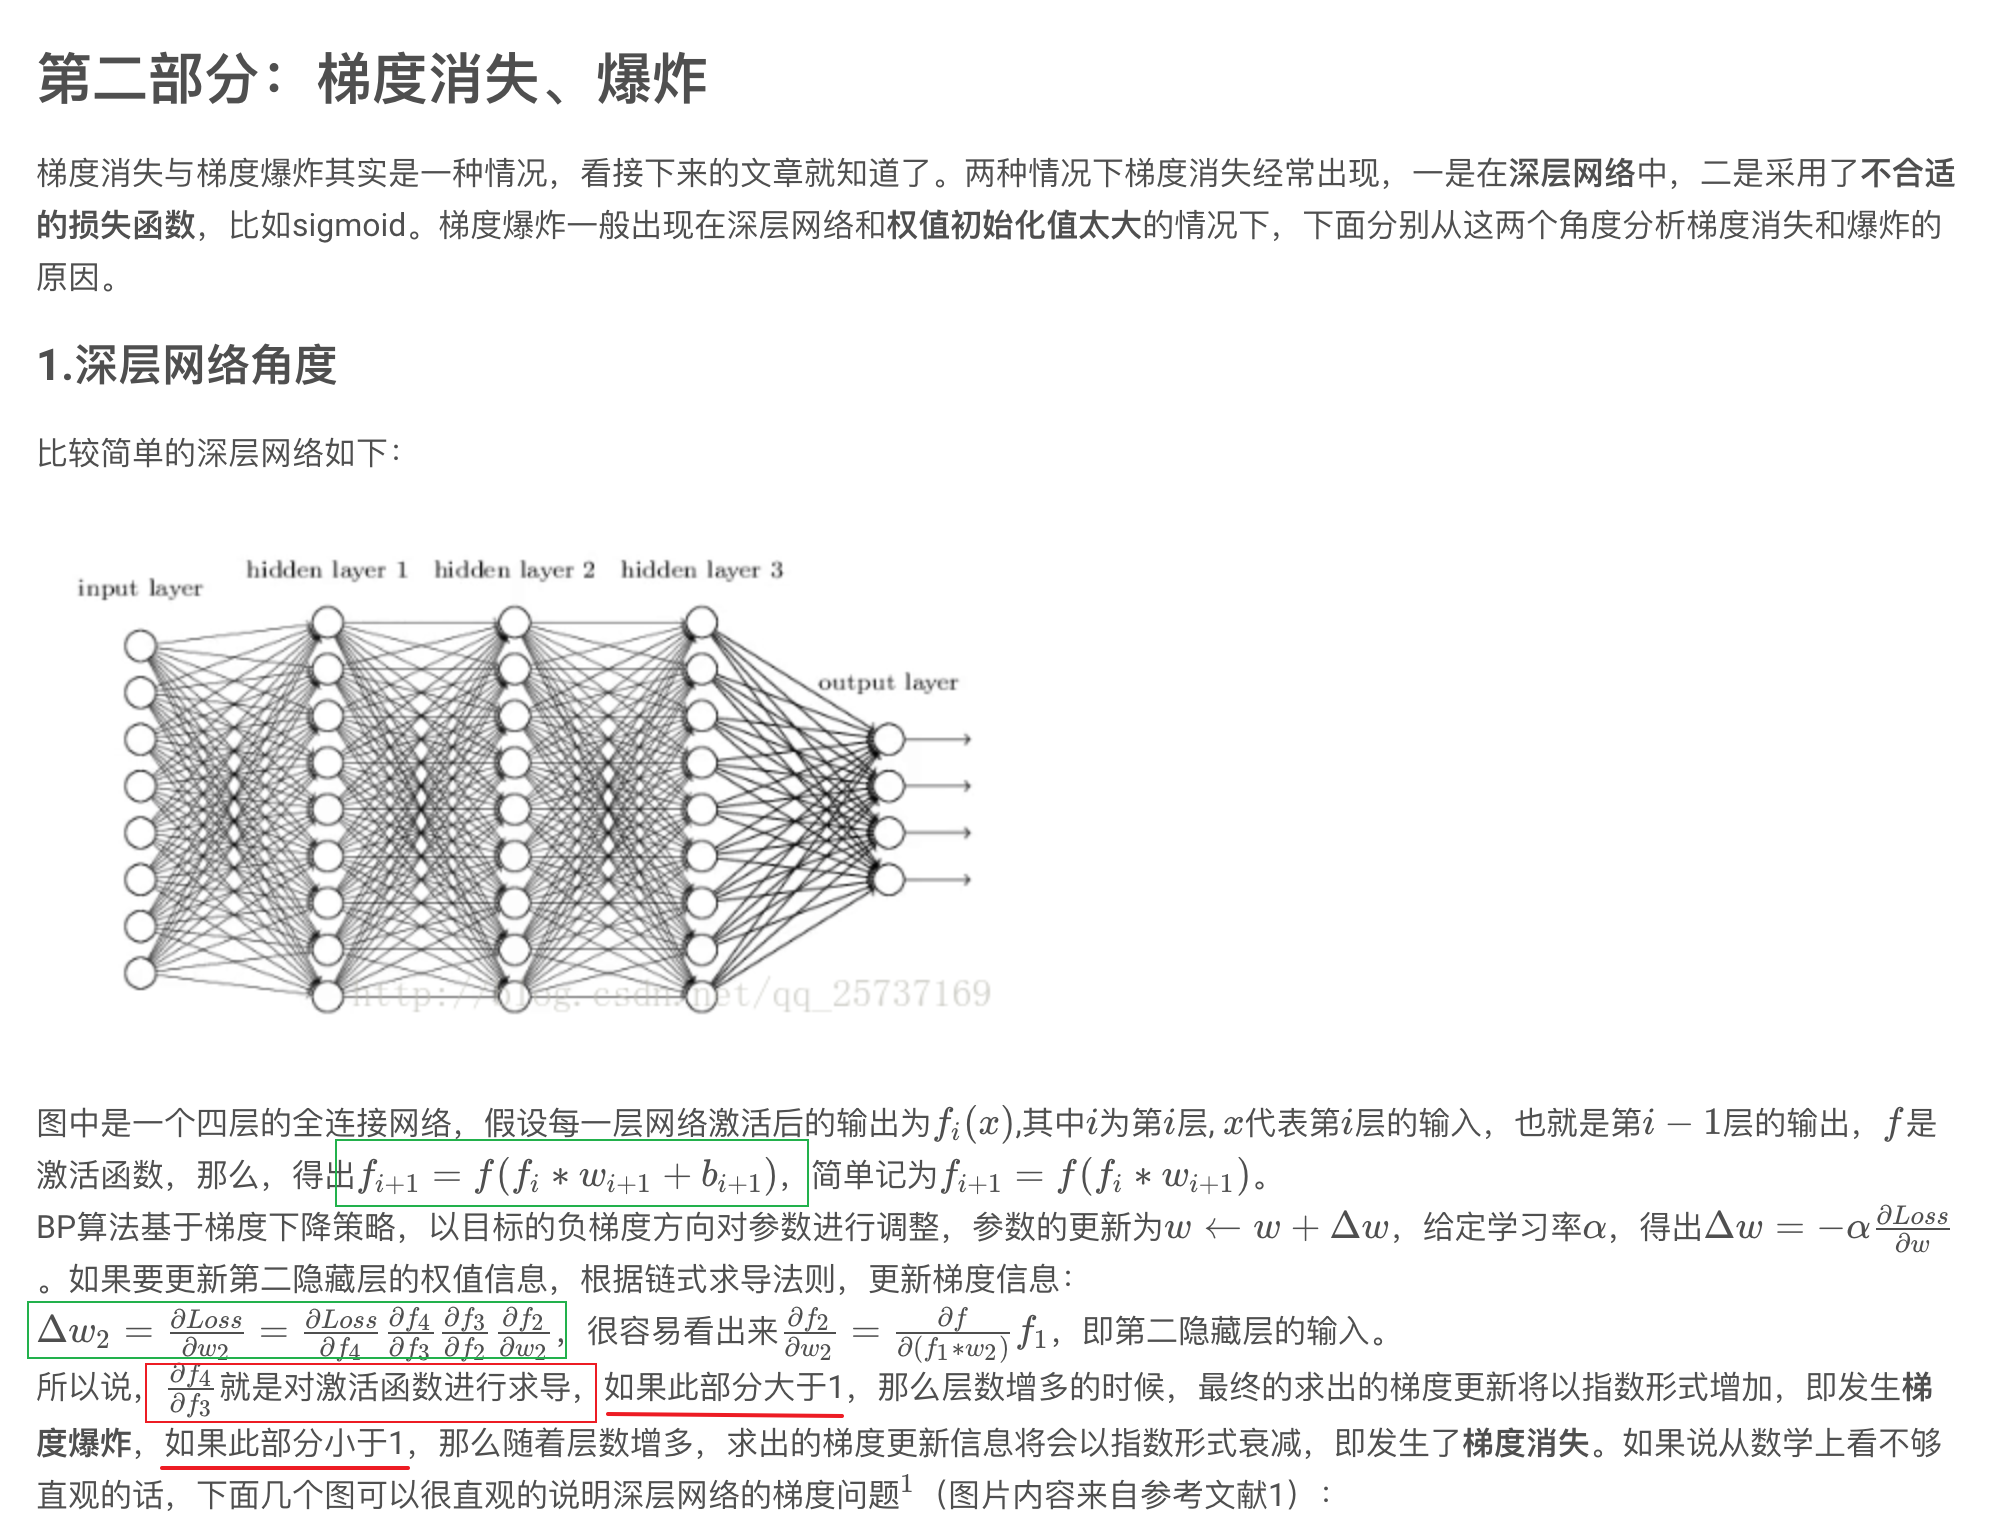 第二部分：梯度消失、爆炸
梯度消失与梯度爆炸其实是一种情况，看接下来的文章就知道了。两种情况下梯度消失经常出现，一是在深层网络中，二是采用了不合适
的损失函数，比如sigmoid。梯度爆炸一般出现在深层网络和权值初始化值太大的情况下，下面分别从这两个角度分析梯度消失和爆炸的
原因。
1.深层网络角度
比较简单的深层网络如下：
hidden layer 1 hidden layer 2 hidden layer 3
input layer
output layer
http://blog.csdn.net/qq_25737169
图中是一个四层的全连接网络，假设每一层网络激活后的输出为$f_i(x)$,其中$i$为第$i$层, $x$代表第$i$层的输入，也就是第$i-1$层的输出，$f$是
激活函数，那么，得出$f_{i+1} = f(f_i * w_{i+1} + b_{i+1})$，简单记为$f_{i+1} = f(f_i * w_{i+1})$。
BP算法基于梯度下降策略，以目标的负梯度方向对参数进行调整，参数的更新为$w \leftarrow w + \Delta w$，给定学习率$\alpha$，得出$\Delta w = -\alpha \frac{\partial Loss}{\partial w}$
。如果要更新第二隐藏层的权值信息，根据链式求导法则，更新梯度信息：
$\Delta w_2 = \frac{\partial Loss}{\partial w_2} = \frac{\partial Loss}{\partial f_4} \frac{\partial f_4}{\partial f_3} \frac{\partial f_3}{\partial f_2} \frac{\partial f_2}{\partial w_2}$，很容易看出来$\frac{\partial f_2}{\partial w_2} = \frac{\partial f}{\partial (f_1 * w_2)} f_1$，即第二隐藏层的输入。
所以说，$\frac{\partial f_4}{\partial f_3}$就是对激活函数进行求导，如果此部分大于1，那么层数增多的时候，最终的求出的梯度更新将以指数形式增加，即发生梯
度爆炸，如果此部分小于1，那么随着层数增多，求出的梯度更新信息将会以指数形式衰减，即发生了梯度消失。如果说从数学上看不够
直观的话，下面几个图可以很直观的说明深层网络的梯度问题$^1$（图片内容来自参考文献1）：